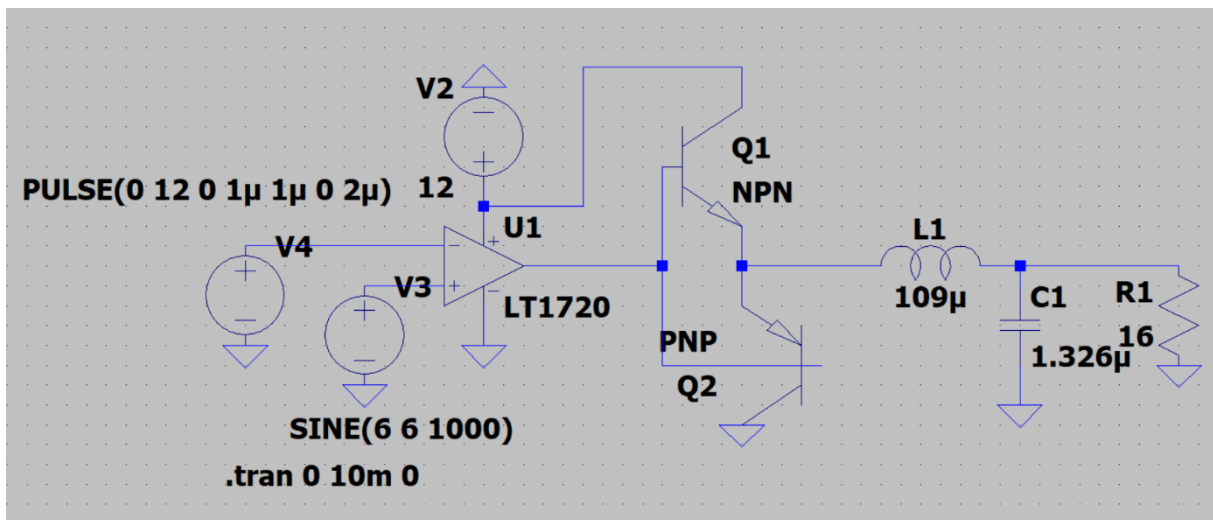 V2
Q1
PULSE(0 12 0 1µ 1µ 0 2µ)
12
NPN
U1
L1
V4
V3
LT1720
109µ
C1
R1
PNP
16
1.326µ
Q2
SINE(6 6 1000)
.tran 0 10m 0